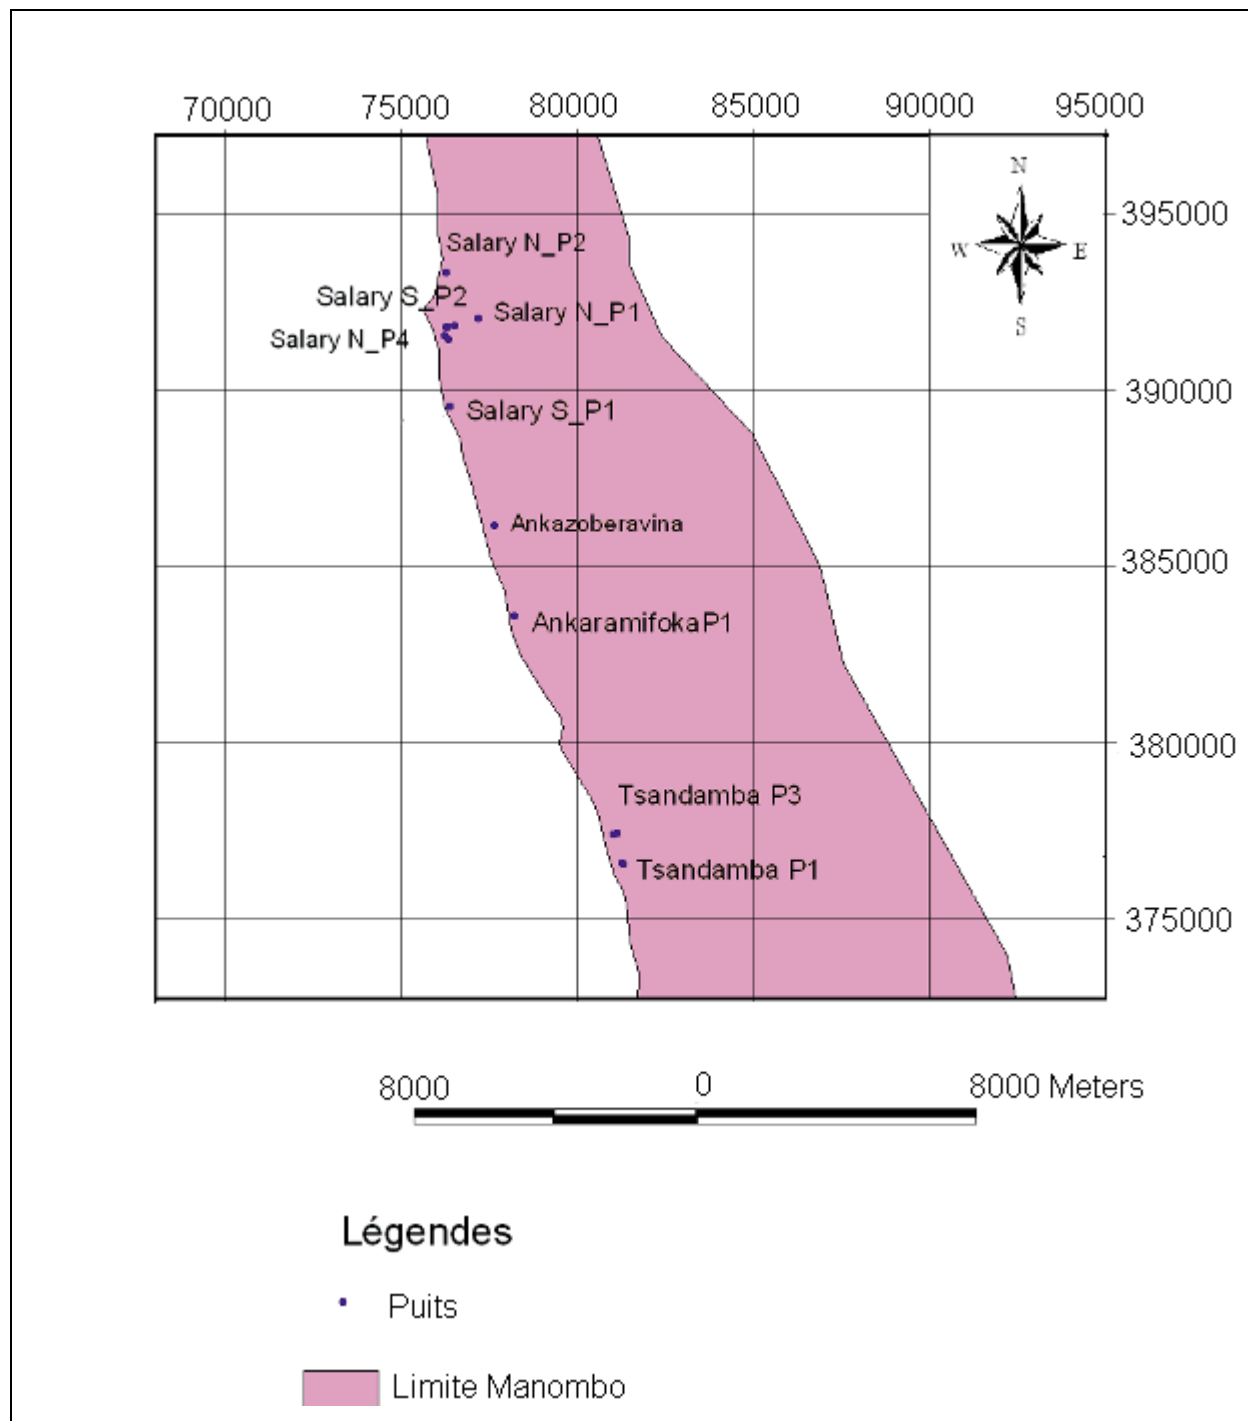 70000 75000 80000 85000 90000 95000
N
W E
S
395000
Salary N_P2
Salary S_P2
Salary N_P1
Salary N_P4
390000
Salary S_P1
Ankazoberavina
385000
Ankaramifoka P1
380000
Tsandamba P3
Tsandamba P1
375000
8000 0 8000 Meters
Légendes
Puits
Limite Manombo